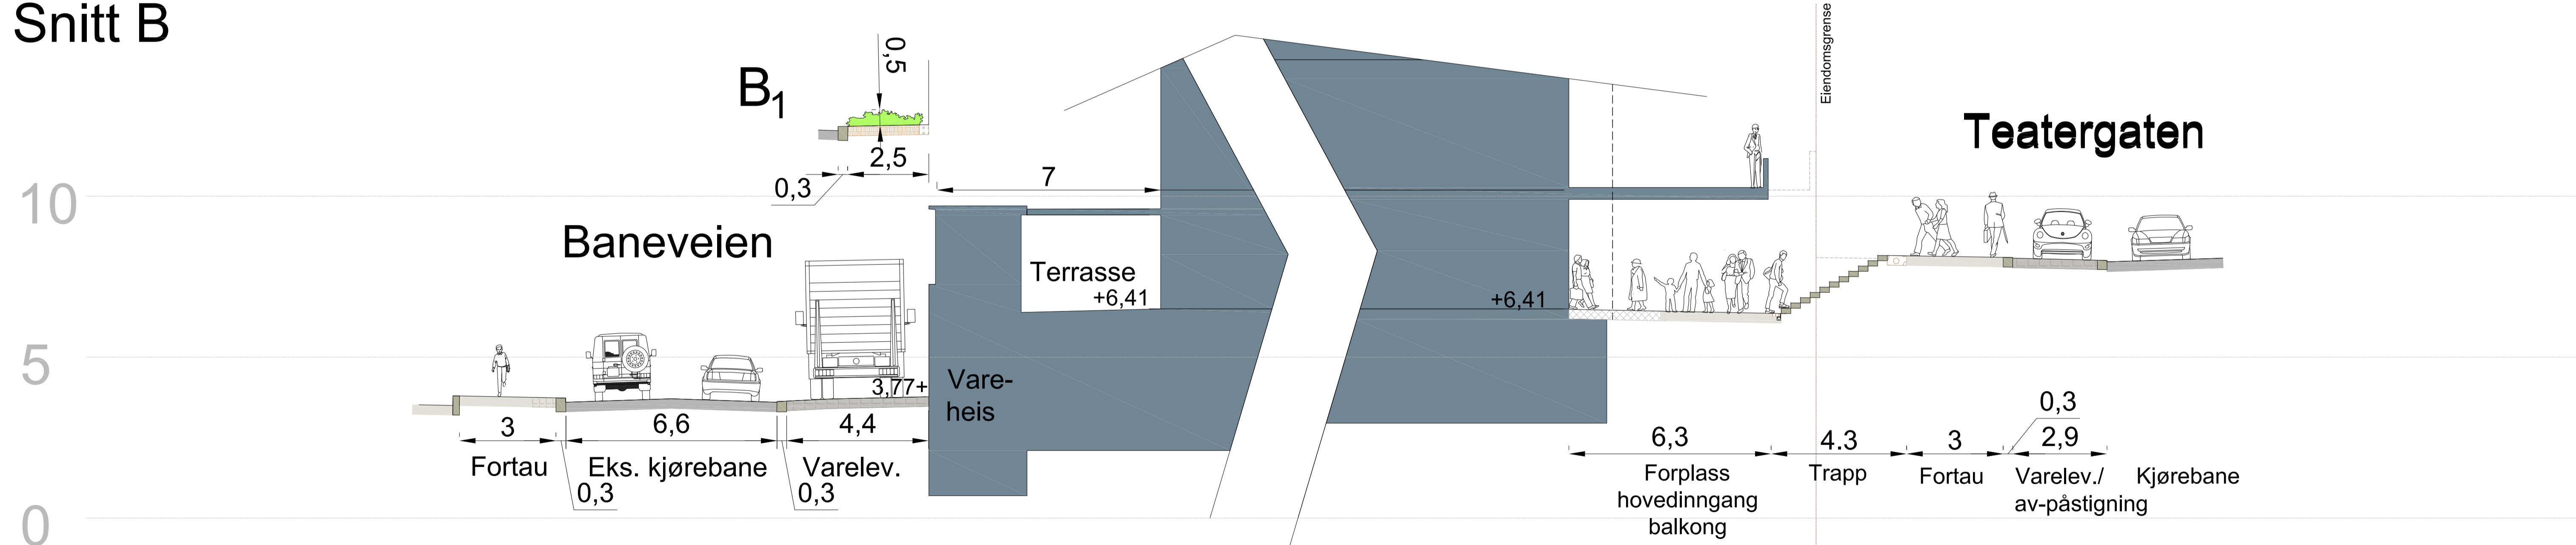 Snitt B
Eiendomsgrense
0,5
B1
2,5
0,3
7
Teatergaten
10
Baneveien
Terrasse
+6,41
+6,41
5
3,77+
Vare-
heis
3
6,6
4,4
Fortau
Eks. kjørebane
Varelev.
0,3
0,3
0,3
6,3
4.3
3
2,9
Forplass
hovedinngang
balkong
Trapp
Fortau
Varelev./
av-påstigning
Kjørebane
0